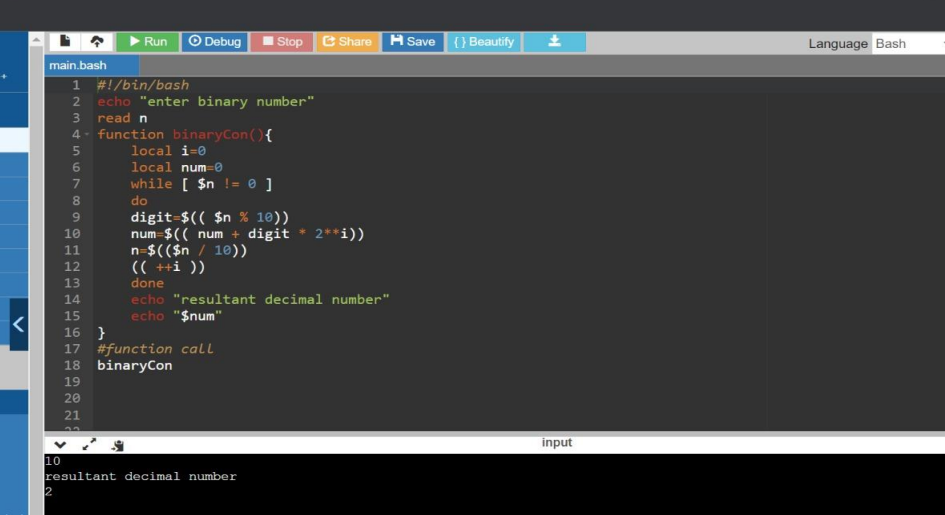 Run Debug Stop Share Save { } Beautify Language Bash
main.bash
1 #!/bin/bash
2 echo "enter binary number"
3 read n
4 function binaryCon(){
5 local i=0
6 local num=0
7 while [ $n != 0 ]
8 do
9 digit=$(( $n % 10))
10 num=$(( num + digit * 2**i))
11 n=$(($n / 10))
12 (( ++i ))
13 done
14 echo "resultant decimal number"
15 echo "$num"
16 }
17 #function call
18 binaryCon
19
20
21
22
input
10
resultant decimal number
2